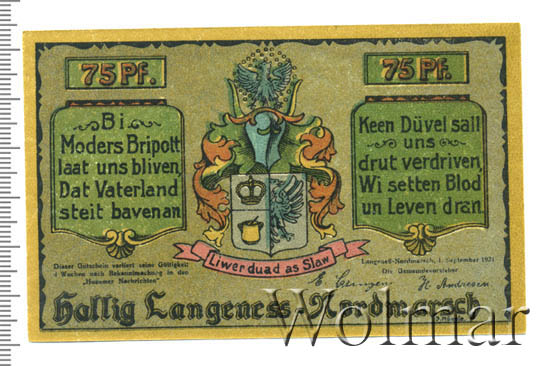 75 Pf.
75 Pf.
Bi
Moders Bripott
laat uns bliven,
Dat Vaterland
steit bavenan
Keen Düvel sall
uns
drut verdriven,
Wi setten Blod
un Leven dran.
Liwer duad as Slaw
Dieser Gutschein verliert seine Gültigkeit
4 Wochen nach Bekanntmachung in den
"Husumer Nachrichten"
Langeneß-Nordmarsch, 1. September 1921
Die Gemeindevorsteher
H. Andresen
Hallig Langeness-Nordmarsch
Wolmar